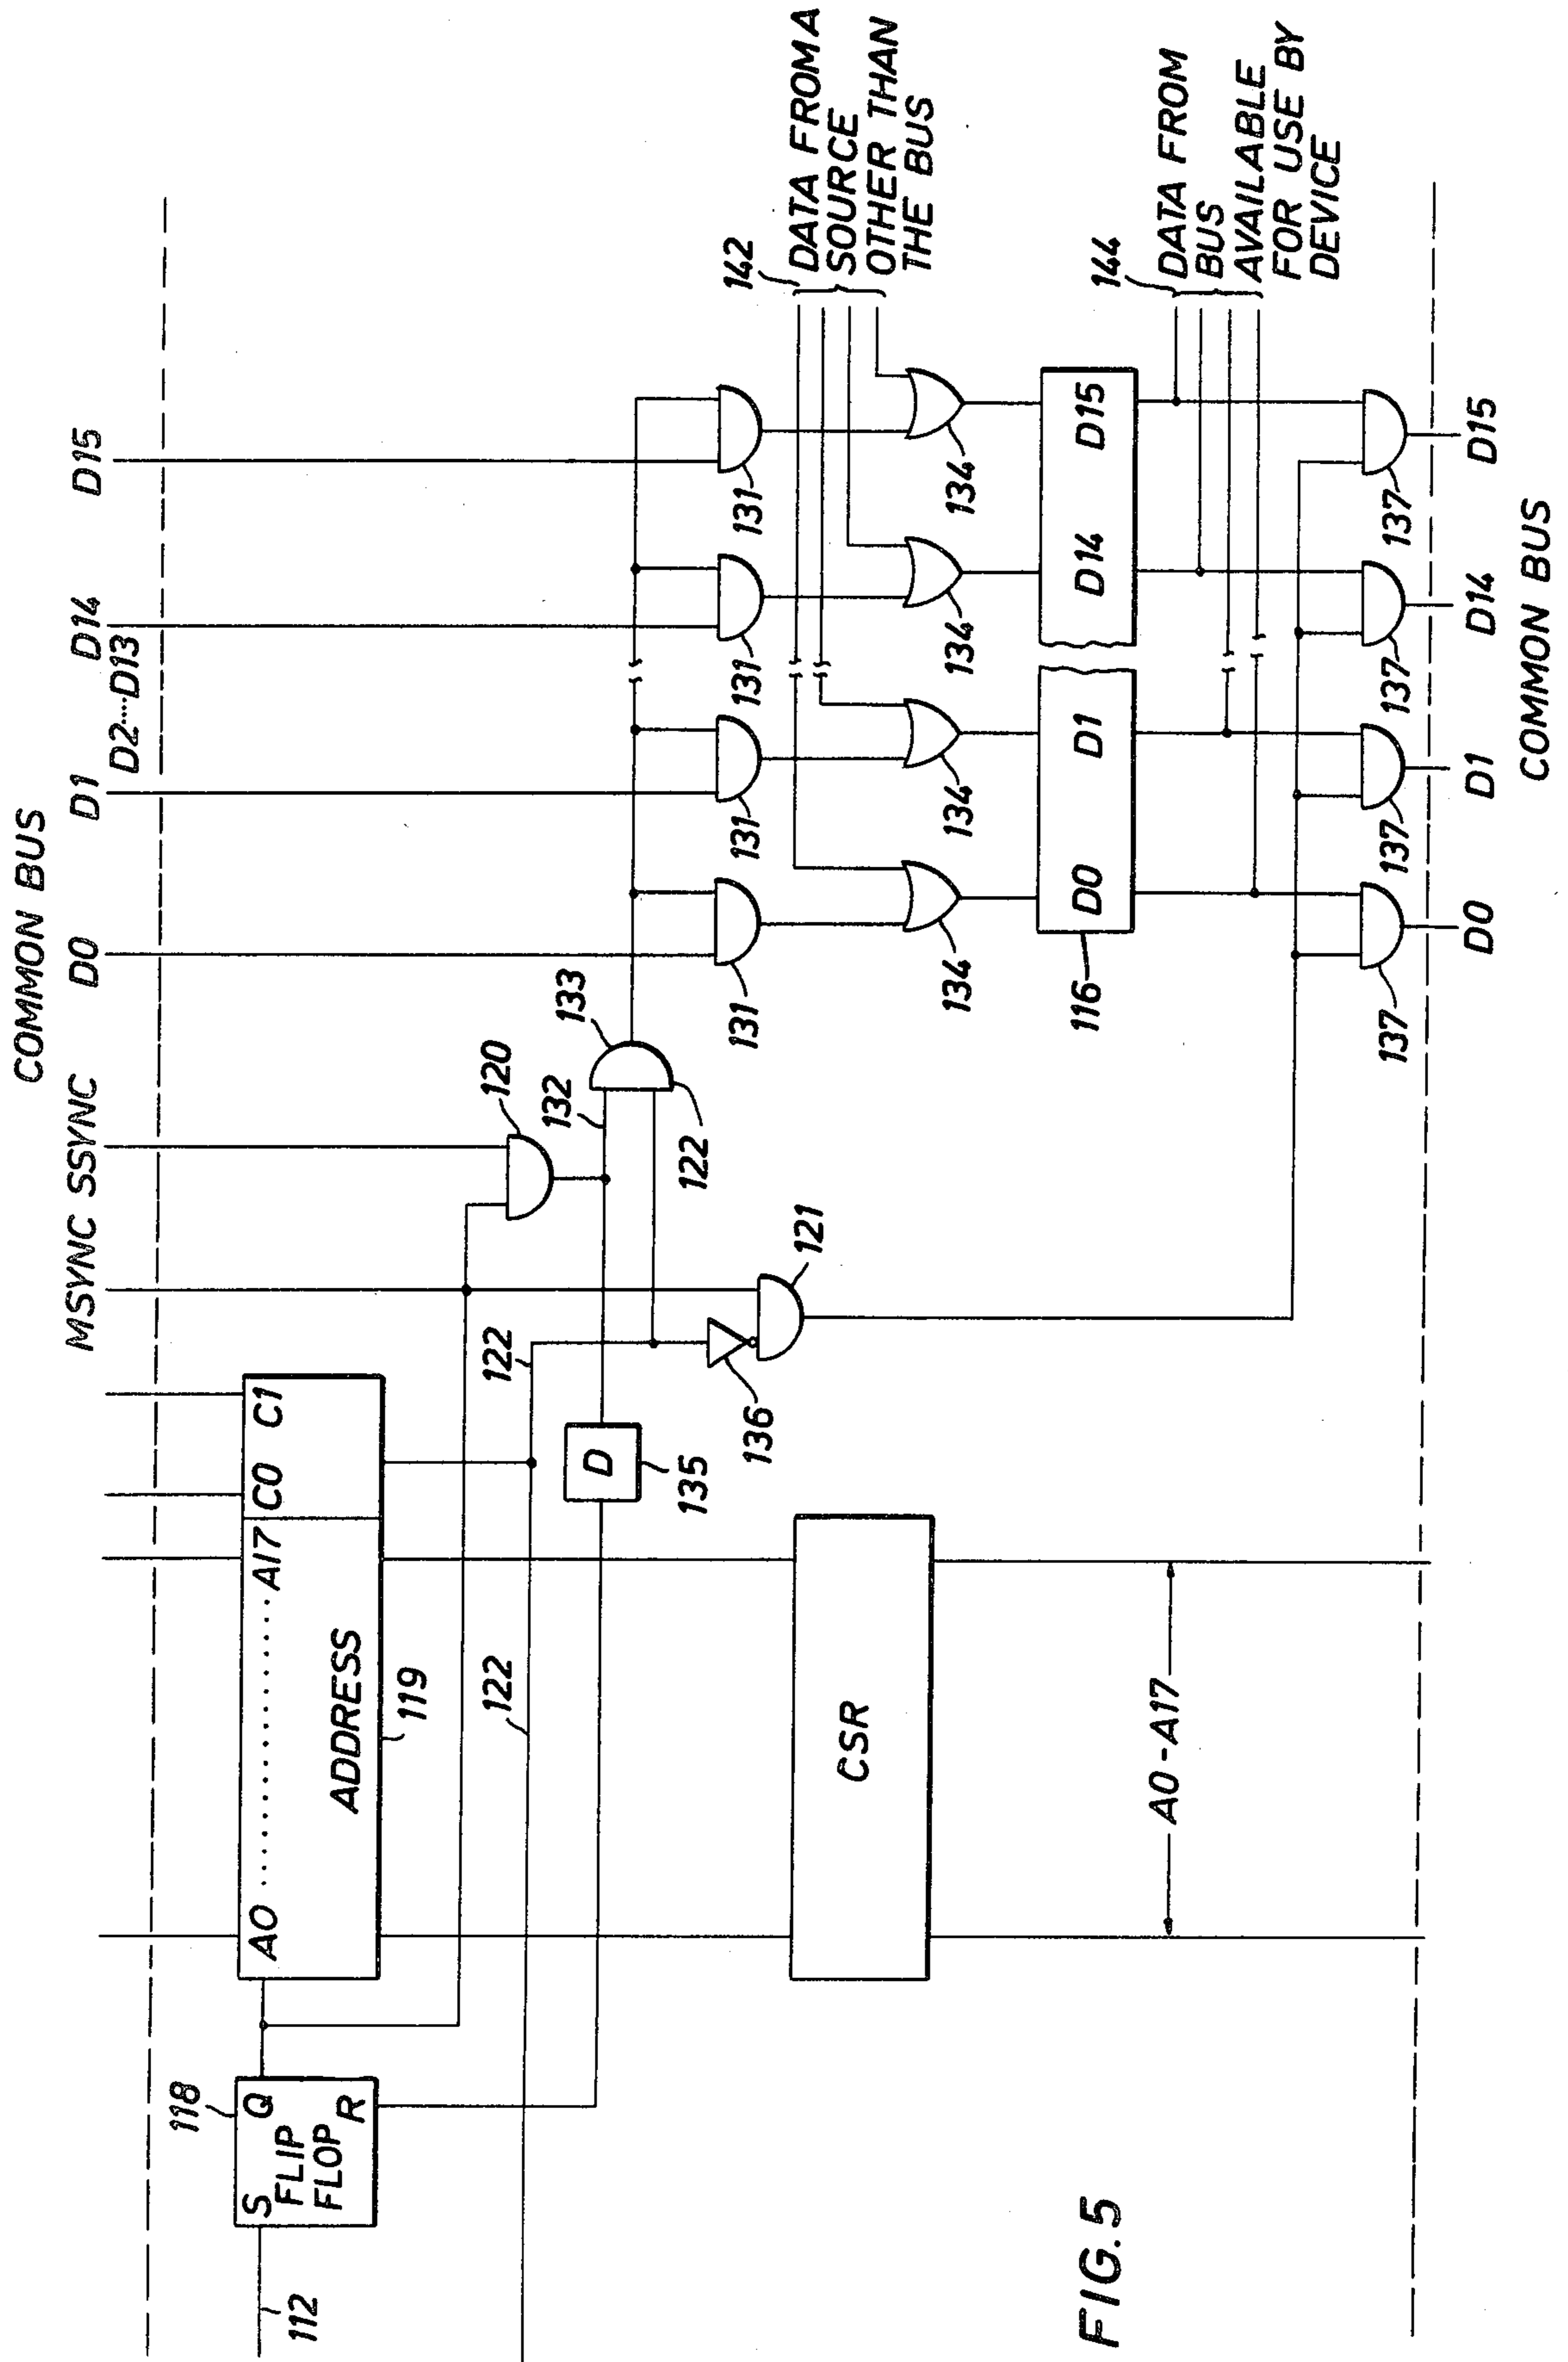 COMMON BUS
MSYNC SSYNC D0 D1 D2....D13 D14 D15
112
118
S Q
FLIP
FLOP R
A0 .............. A17 C0 C1
ADDRESS
119
122
122
D
135
136
121
120
132
133
122
131
131
131
131
142
DATA FROM A
SOURCE
OTHER THAN
THE BUS
134
134
134
134
CSR
116
D0 D1 D14 D15
144
DATA FROM
BUS
AVAILABLE
FOR USE BY
DEVICE
A0-A17
137
137
137
137
D0 D1 D14 D15
COMMON BUS
FIG.5